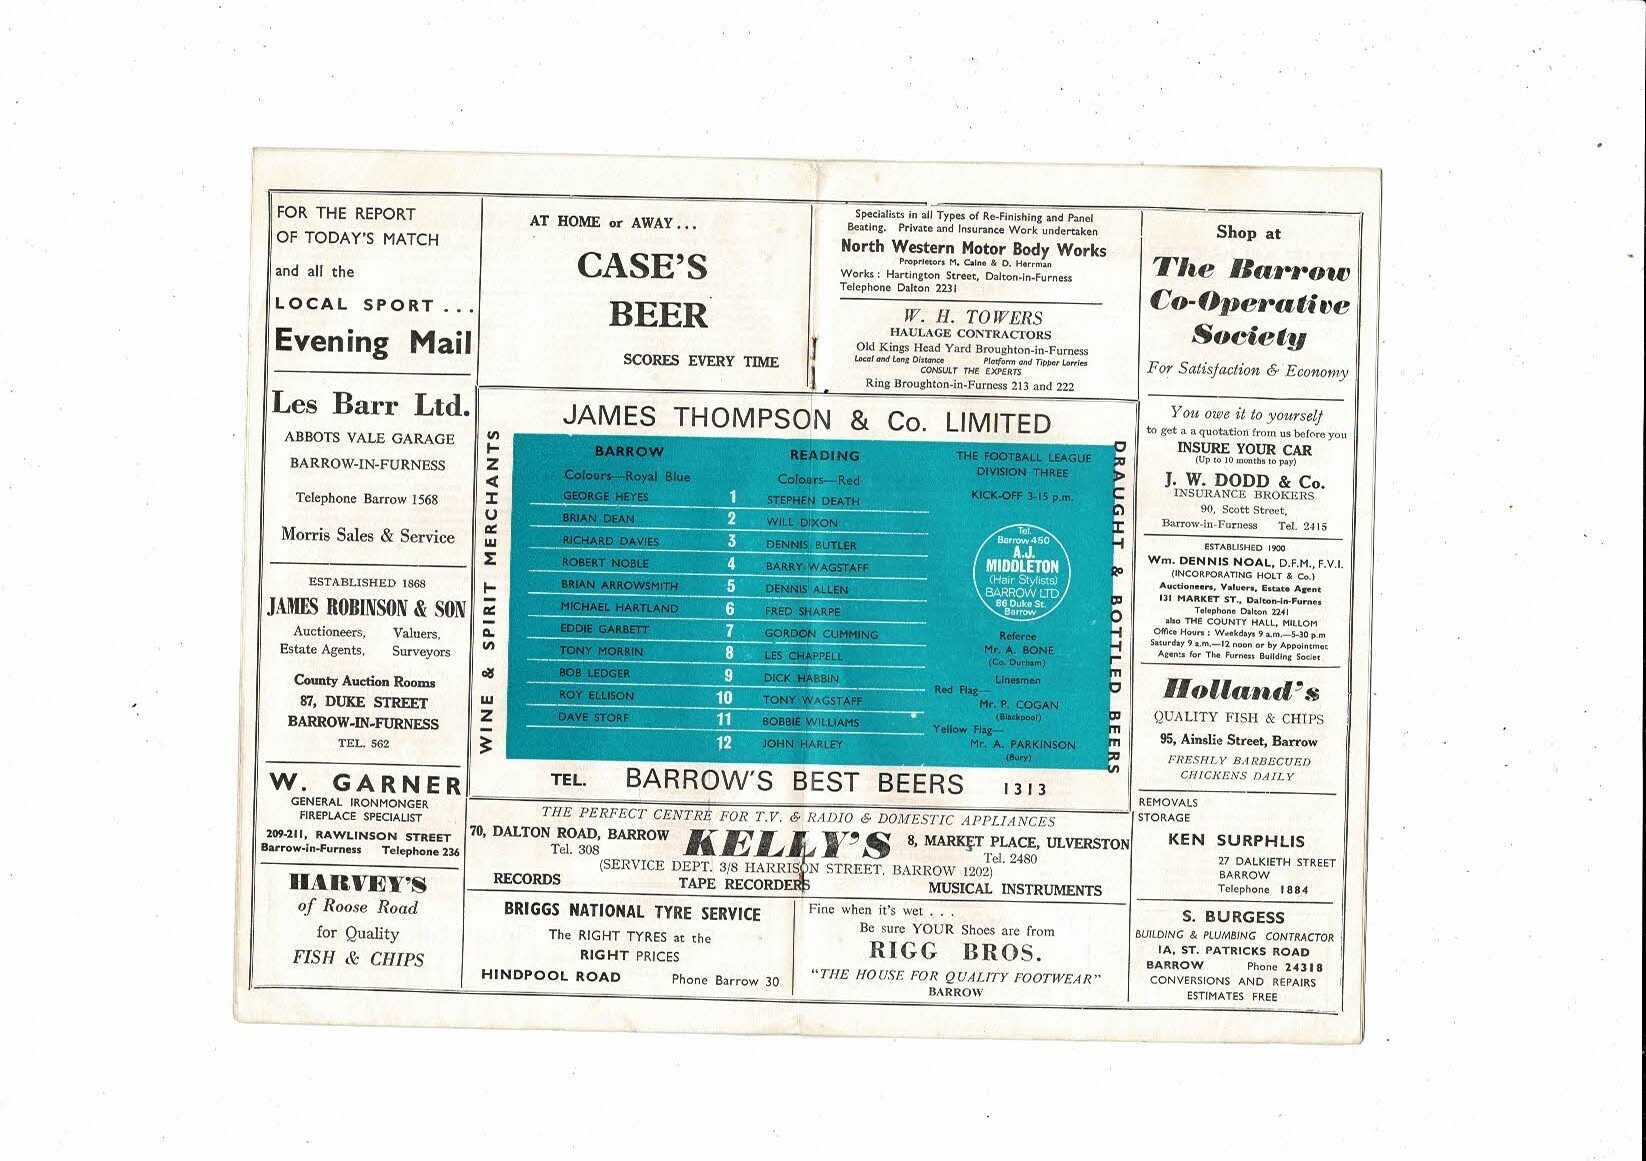 FOR THE REPORT
OF TODAY'S MATCH
and all the
LOCAL SPORT ...
Evening Mail
Les Barr Ltd.
ABBOTS VALE GARAGE
BARROW-IN-FURNESS
Telephone Barrow 1568
Morris Sales & Service
ESTABLISHED 1868
JAMES ROBINSON & SON
Auctioneers, Valuers,
Estate Agents, Surveyors
County Auction Rooms
87, DUKE STREET
BARROW-IN-FURNESS
TEL. 562
W. GARNER
GENERAL IRONMONGER
FIREPLACE SPECIALIST
209-211, RAWLINSON STREET
Barrow-in-Furness Telephone 236
HARVEY'S
of Roose Road
for Quality
FISH & CHIPS
AT HOME or AWAY...
CASE'S
BEER
SCORES EVERY TIME
Specialists in all Types of Re-Finishing and Panel
Beating. Private and Insurance Work undertaken
North Western Motor Body Works
Proprietors M. Caine & D. Herrman
Works : Hartington Street, Dalton-in-Furness
Telephone Dalton 2231
W. H. TOWERS
HAULAGE CONTRACTORS
Old Kings Head Yard Broughton-in-Furness
Local and Long Distance Platform and Tipper Lorries
CONSULT THE EXPERTS
Ring Broughton-in-Furness 213 and 222
JAMES THOMPSON & Co. LIMITED
WINE & SPIRIT MERCHANTS
BARROW READING
Colours—Royal Blue Colours—Red
GEORGE HEYES 1 STEPHEN DEATH
BRIAN DEAN 2 WILL DIXON
RICHARD DAVIES 3 DENNIS BUTLER
ROBERT NOBLE 4 BARRY WAGSTAFF
BRIAN ARROWSMITH 5 DENNIS ALLEN
MICHAEL HARTLAND 6 FRED SHARPE
EDDIE GARBETT 7 GORDON CUMMING
TONY MORRIN 8 LES CHAPPELL
BOB LEDGER 9 DICK HABBIN
ROY ELLISON 10 TONY WAGSTAFF
DAVE STORF 11 BOBBIE WILLIAMS
12 JOHN HARLEY
THE FOOTBALL LEAGUE
DIVISION THREE
KICK-OFF 3-15 p.m.
Tel.
Barrow 450
A.J.
MIDDLETON
(Hair Stylists)
BARROW LTD
86 Duke St.
Barrow
Referee
Mr. A. BONE
(Co. Durham)
Linesmen
Red Flag—
Mr. P. COGAN
(Blackpool)
Yellow Flag—
Mr. A. PARKINSON
(Bury)
DRAUGHT & BOTTLED BEERS
TEL. BARROW'S BEST BEERS 1313
THE PERFECT CENTRE FOR T.V. & RADIO & DOMESTIC APPLIANCES
70, DALTON ROAD, BARROW KELLY'S 8, MARKET PLACE, ULVERSTON
Tel. 308 Tel. 2480
(SERVICE DEPT. 3/8 HARRISON STREET, BARROW 1202)
RECORDS TAPE RECORDERS MUSICAL INSTRUMENTS
BRIGGS NATIONAL TYRE SERVICE
The RIGHT TYRES at the
RIGHT PRICES
HINDPOOL ROAD Phone Barrow 30
Fine when it's wet . . .
Be sure YOUR Shoes are from
RIGG BROS.
"THE HOUSE FOR QUALITY FOOTWEAR"
BARROW
Shop at
The Barrow
Co-Operative
Society
For Satisfaction & Economy
You owe it to yourself
to get a a quotation from us before you
INSURE YOUR CAR
(Up to 10 months to pay)
J. W. DODD & Co.
INSURANCE BROKERS
90, Scott Street,
Barrow-in-Furness Tel. 2415
ESTABLISHED 1900
Wm. DENNIS NOAL, D.F.M., F.V.I.
(INCORPORATING HOLT & Co.)
Auctioneers, Valuers, Estate Agent
131 MARKET ST., Dalton-in-Furnes
Telephone Dalton 2241
also THE COUNTY HALL, MILLOM
Office Hours : Weekdays 9 a.m.—5-30 p.m
Saturday 9 a.m.—12 noon or by Appointmet
Agents for The Furness Building Societ
Holland's
QUALITY FISH & CHIPS
95, Ainslie Street, Barrow
FRESHLY BARBECUED
CHICKENS DAILY
REMOVALS
STORAGE
KEN SURPHLIS
27 DALKIETH STREET
BARROW
Telephone 1884
S. BURGESS
BUILDING & PLUMBING CONTRACTOR
1A, ST. PATRICKS ROAD
BARROW Phone 24318
CONVERSIONS AND REPAIRS
ESTIMATES FREE